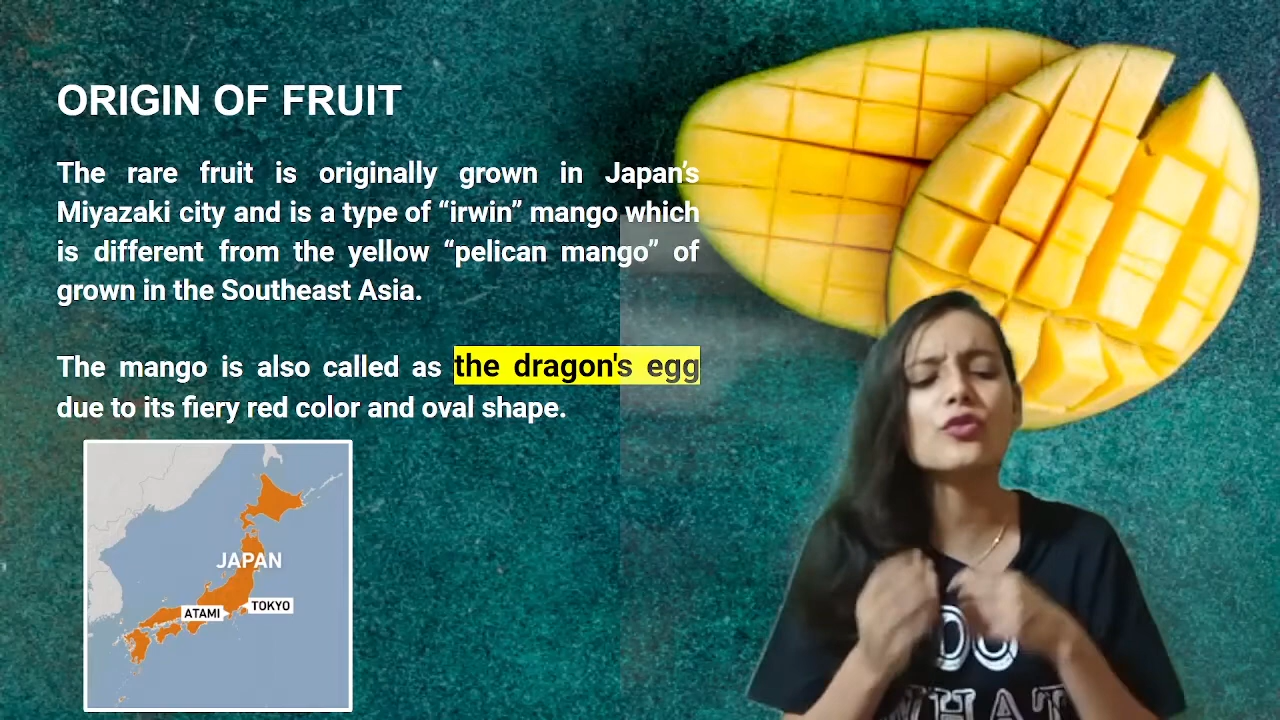 ORIGIN OF FRUIT
The rare fruit is originally grown in Japan’s
Miyazaki city and is a type of “irwin” mango which
is different from the yellow “pelican mango” of
grown in the Southeast Asia.
The mango is also called as the dragon's egg
due to its fiery red color and oval shape.
JAPAN
ATAMI
TOKYO
DO
WHAT